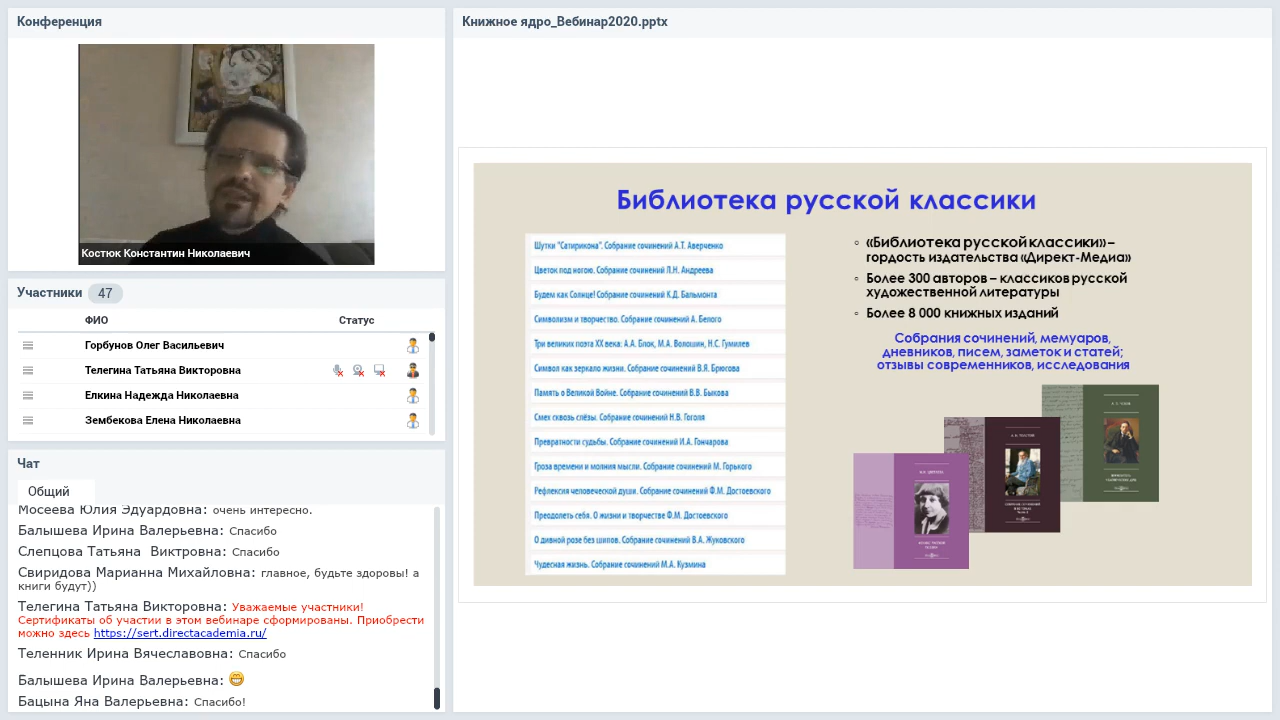 Конференция
Костюк Константин Николаевич
Участники 47
ФИО Статус
Горбунов Олег Васильевич
Телегина Татьяна Викторовна
Елкина Надежда Николаевна
Зембекова Елена Николаевна
Чат
Общий
Мосеева Юлия Эдуардовна: очень интересно.
Балышева Ирина Валерьевна: Спасибо
Слепцова Татьяна Виктровна: Спасибо
Свиридова Марианна Михайловна: главное, будьте здоровы! а
книги будут))
Телегина Татьяна Викторовна: Уважаемые участники!
Сертификаты об участии в этом вебинаре сформированы. Приобрести
можно здесь https://sert.directacademia.ru/
Теленник Ирина Вячеславовна: Спасибо
Балышева Ирина Валерьевна:
Бацына Яна Валерьевна: Спасибо!
Книжное ядро_Вебинар2020.pptx
Библиотека русской классики
Шутки "Сатирикона". Собрание сочинений А.Т. Аверченко
Цветок под ногою. Собрание сочинений Л.Н. Андреева
Будем как Солнце! Собрание сочинений К.Д. Бальмонта
Символизм и творчество. Собрание сочинений А. Белого
Три великих поэта XX века: А.А. Блок, М.А. Волошин, Н.С. Гумилев
Символ как зеркало жизни. Собрание сочинений В.Я. Брюсова
Память о Великой Войне. Собрание сочинений В.В. Быкова
Смех сквозь слёзы. Собрание сочинений Н.В. Гоголя
Превратности судьбы. Собрание сочинений И.А. Гончарова
Гроза времени и молния мысли. Собрание сочинений М. Горького
Рефлексия человеческой души. Собрание сочинений Ф.М. Достоевского
Преодолеть себя. О жизни и творчестве Ф.М. Достоевского
О дивной розе без шипов. Собрание сочинений В.А. Жуковского
Чудесная жизнь. Собрание сочинений М.А. Кузмина
«Библиотека русской классики» –
гордость издательства «Директ-Медиа»
Более 300 авторов – классиков русской
художественной литературы
Более 8 000 книжных изданий
Собрания сочинений, мемуаров,
дневников, писем, заметок и статей;
отзывы современников, исследования